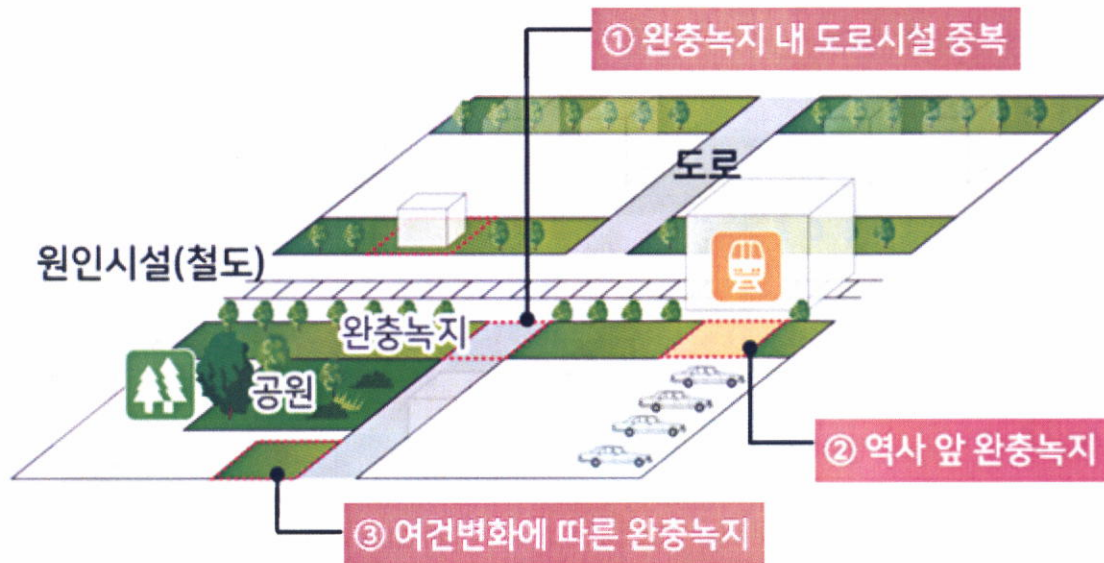 ① 완충녹지 내 도로시설 중복
도로
원인시설(철도)
완충녹지
공원
② 역사 앞 완충녹지
③ 여건변화에 따른 완충녹지